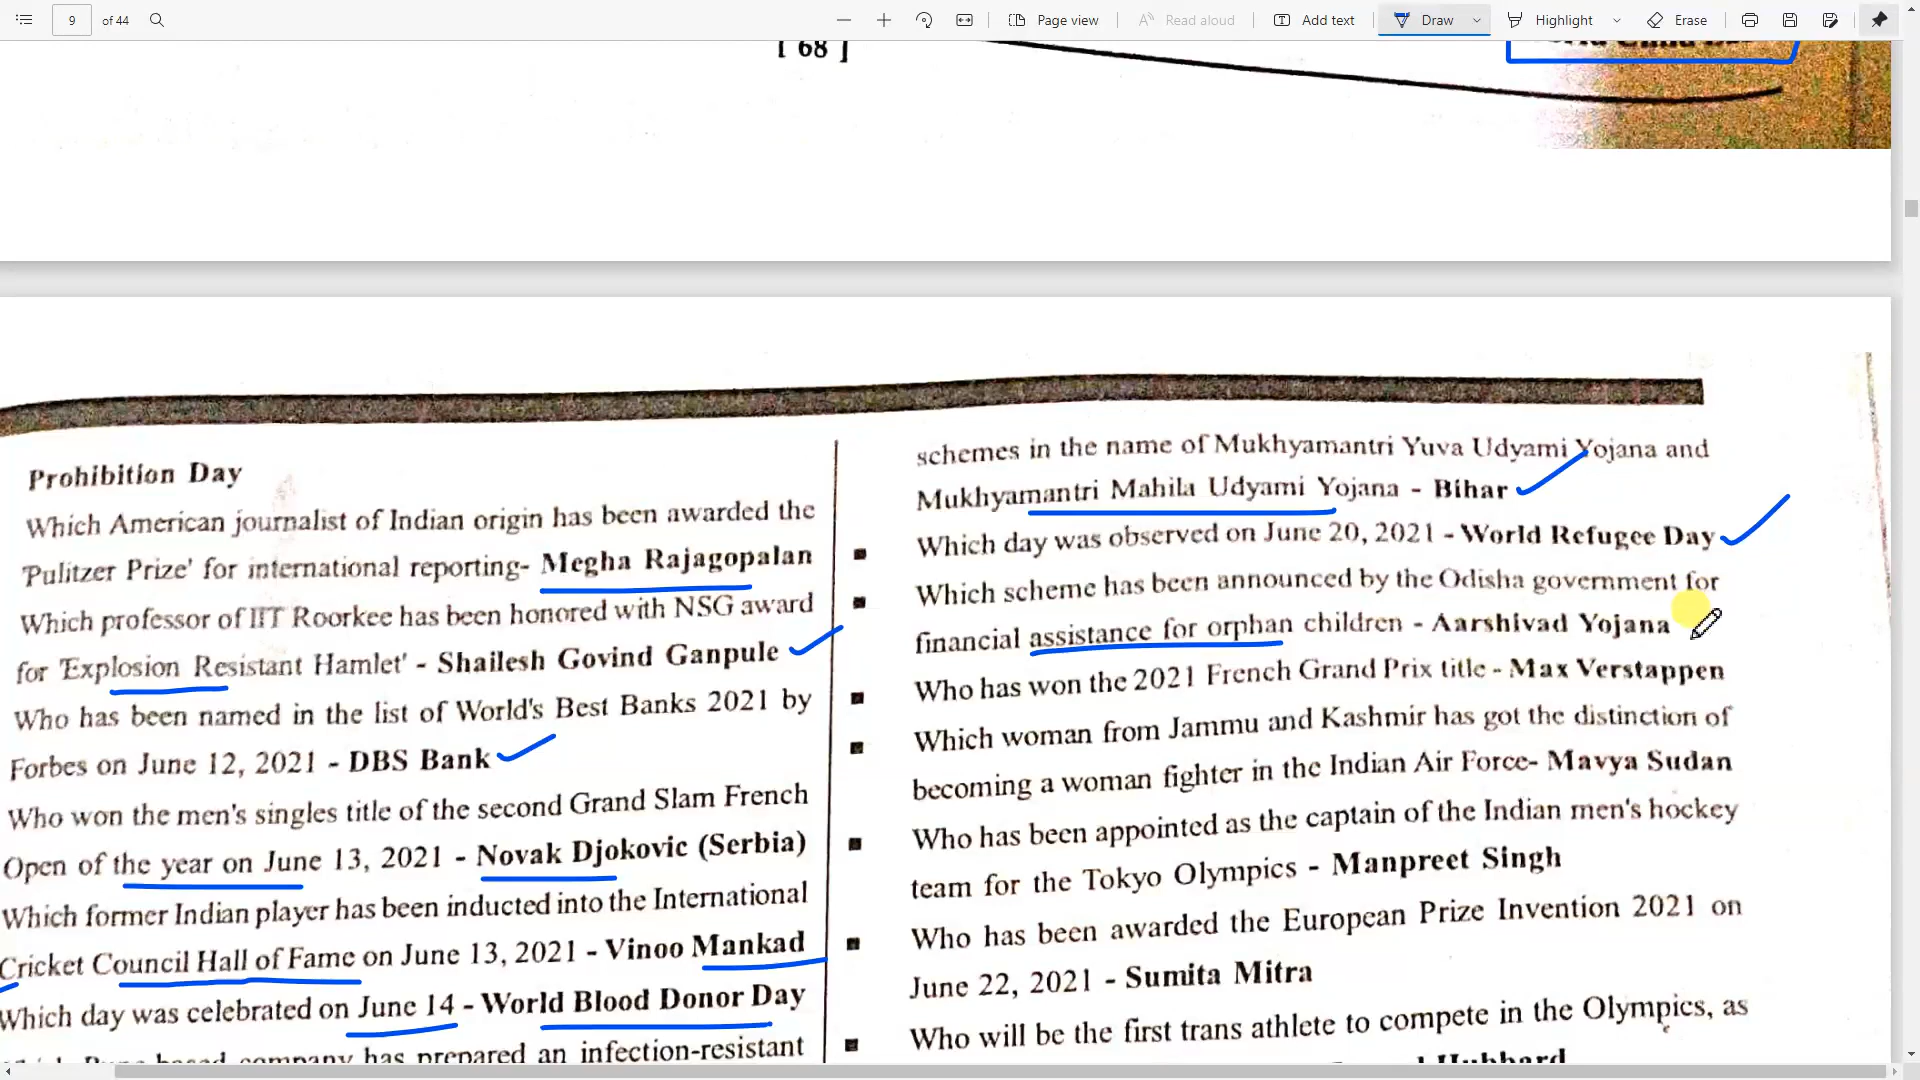 9 of 44 Page view Read aloud Add text Draw Highlight Erase
[ 68 ]
Prohibition Day
Which American journalist of Indian origin has been awarded the
'Pulitzer Prize' for international reporting- Megha Rajagopalan
Which professor of IIT Roorkee has been honored with NSG award
for 'Explosion Resistant Hamlet' - Shailesh Govind Ganpule
Who has been named in the list of World's Best Banks 2021 by
Forbes on June 12, 2021 - DBS Bank
Who won the men's singles title of the second Grand Slam French
Open of the year on June 13, 2021 - Novak Djokovic (Serbia)
Which former Indian player has been inducted into the International
Cricket Council Hall of Fame on June 13, 2021 - Vinoo Mankad
Which day was celebrated on June 14 - World Blood Donor Day
company has prepared an infection-resistant
schemes in the name of Mukhyamantri Yuva Udyami Yojana and
Mukhyamantri Mahila Udyami Yojana - Bihar
Which day was observed on June 20, 2021 - World Refugee Day
Which scheme has been announced by the Odisha government for
financial assistance for orphan children - Aarshivad Yojana
Who has won the 2021 French Grand Prix title - Max Verstappen
Which woman from Jammu and Kashmir has got the distinction of
becoming a woman fighter in the Indian Air Force- Mavya Sudan
Who has been appointed as the captain of the Indian men's hockey
team for the Tokyo Olympics - Manpreet Singh
Who has been awarded the European Prize Invention 2021 on
June 22, 2021 - Sumita Mitra
Who will be the first trans athlete to compete in the Olympics, as
Hubbard